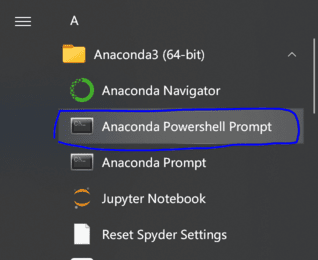 A
Anaconda3 (64-bit)
Anaconda Navigator
Anaconda Powershell Prompt
Anaconda Prompt
Jupyter Notebook
Reset Spyder Settings